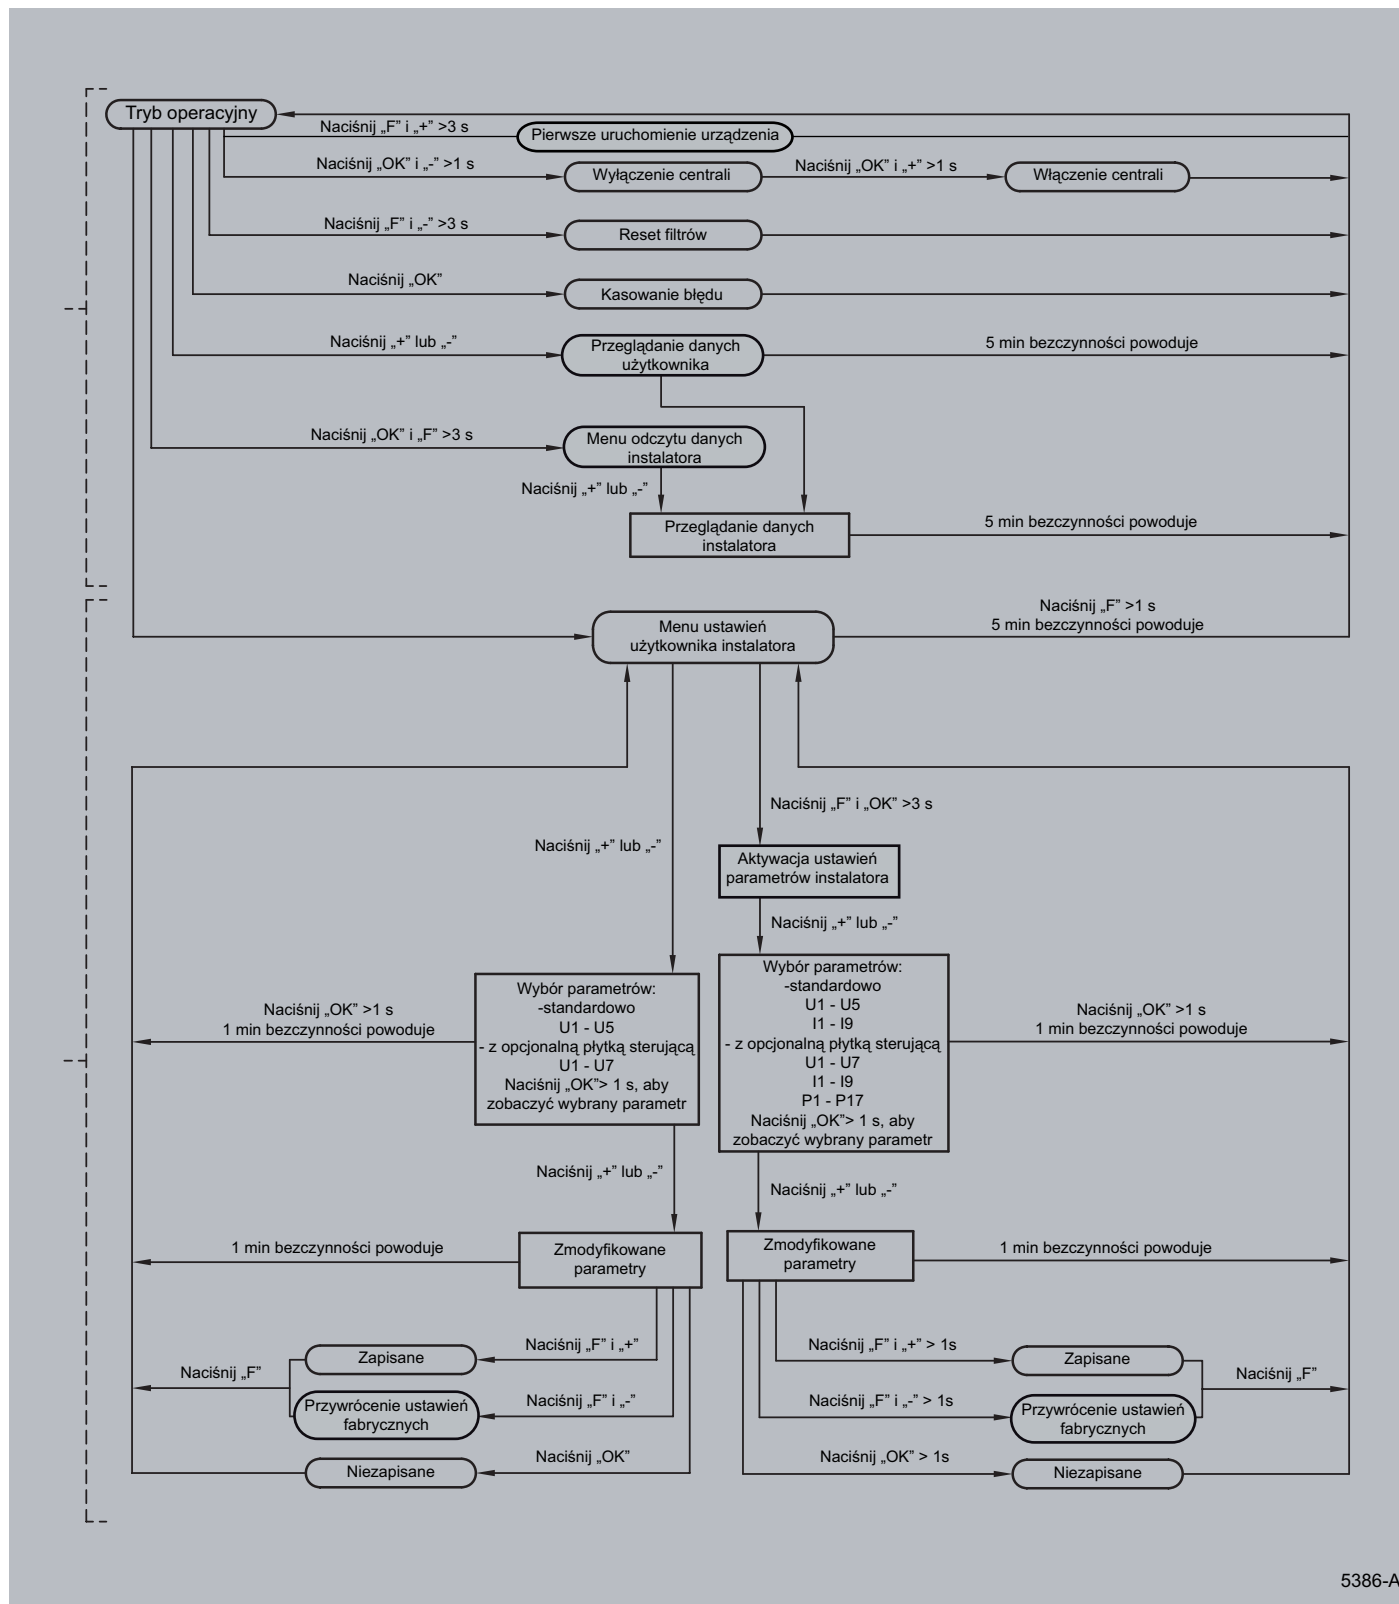 Tryb operacyjny
Naciśnij „F” i „+” >3 s
Pierwsze uruchomienie urządzenia
Naciśnij „OK” i „-” >1 s
Wyłączenie centrali
Naciśnij „OK” i „+” >1 s
Włączenie centrali
Naciśnij „F” i „-” >3 s
Reset filtrów
Naciśnij „OK”
Kasowanie błędu
Naciśnij „+” lub „-”
Przeglądanie danych
użytkownika
5 min bezczynności powoduje
Naciśnij „OK” i „F” >3 s
Menu odczytu danych
instalatora
Naciśnij „+” lub „-”
Przeglądanie danych
instalatora
5 min bezczynności powoduje
Menu ustawień
użytkownika instalatora
Naciśnij „F” >1 s
5 min bezczynności powoduje
Naciśnij „F” i „OK” >3 s
Naciśnij „+” lub „-”
Aktywacja ustawień
parametrów instalatora
Naciśnij „+” lub „-”
Naciśnij „OK” >1 s
1 min bezczynności powoduje
Wybór parametrów:
-standardowo
U1 - U5
- z opcjonalną płytką sterującą
U1 - U7
Naciśnij „OK”> 1 s, aby
zobaczyć wybrany parametr
Wybór parametrów:
-standardowo
U1 - U5
I1 - I9
- z opcjonalną płytką sterującą
U1 - U7
I1 - I9
P1 - P17
Naciśnij „OK”> 1 s, aby
zobaczyć wybrany parametr
Naciśnij „OK” >1 s
1 min bezczynności powoduje
Naciśnij „+” lub „-”
Naciśnij „+” lub „-”
1 min bezczynności powoduje
Zmodyfikowane
parametry
Zmodyfikowane
parametry
1 min bezczynności powoduje
Naciśnij „F”
Zapisane
Naciśnij „F” i „+”
Przywrócenie ustawień
fabrycznych
Naciśnij „F” i „-”
Niezapisane
Naciśnij „OK”
Naciśnij „F” i „+” > 1s
Zapisane
Naciśnij „F”
Naciśnij „F” i „-” > 1s
Przywrócenie ustawień
fabrycznych
Naciśnij „OK” > 1s
Niezapisane
5386-A